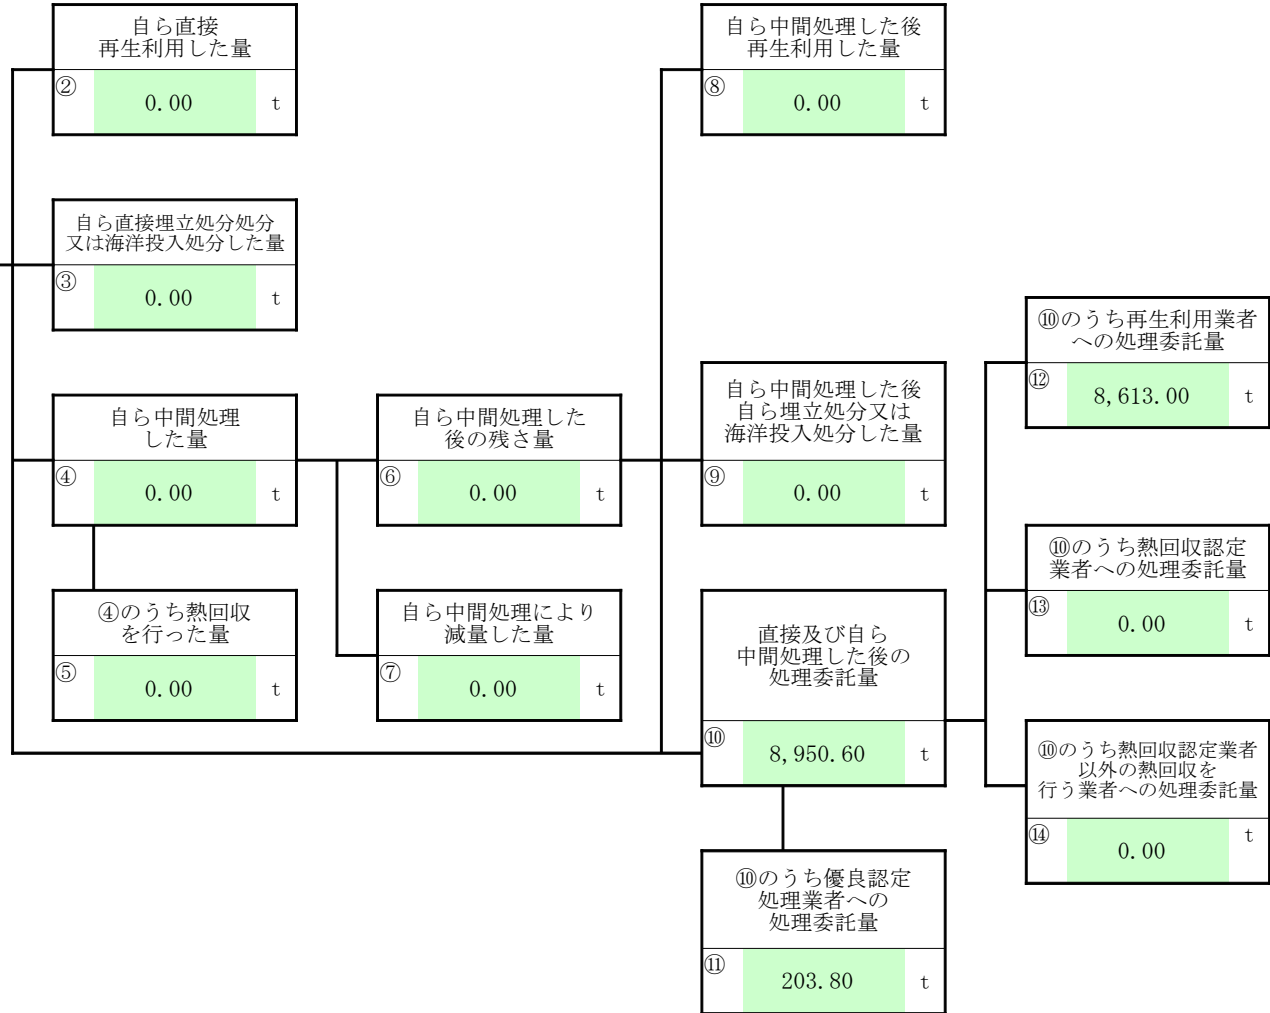 自ら直接
再生利用した量
②
0.00
t
自ら直接埋立処分処分
又は海洋投入処分した量
③
0.00
t
自ら中間処理
した量
④
0.00
t
④のうち熱回収
を行った量
⑤
0.00
t
自ら中間処理した
後の残さ量
⑥
0.00
t
自ら中間処理により
減量した量
⑦
0.00
t
自ら中間処理した後
再生利用した量
⑧
0.00
t
自ら中間処理した後
自ら埋立処分又は
海洋投入処分した量
⑨
0.00
t
直接及び自ら
中間処理した後の
処理委託量
⑩
8,950.60
t
⑩のうち優良認定
処理業者への
処理委託量
⑪
203.80
t
⑩のうち再生利用業者
への処理委託量
⑫
8,613.00
t
⑩のうち熱回収認定
業者への処理委託量
⑬
0.00
t
⑩のうち熱回収認定業者
以外の熱回収を
行う業者への処理委託量
⑭
0.00
t